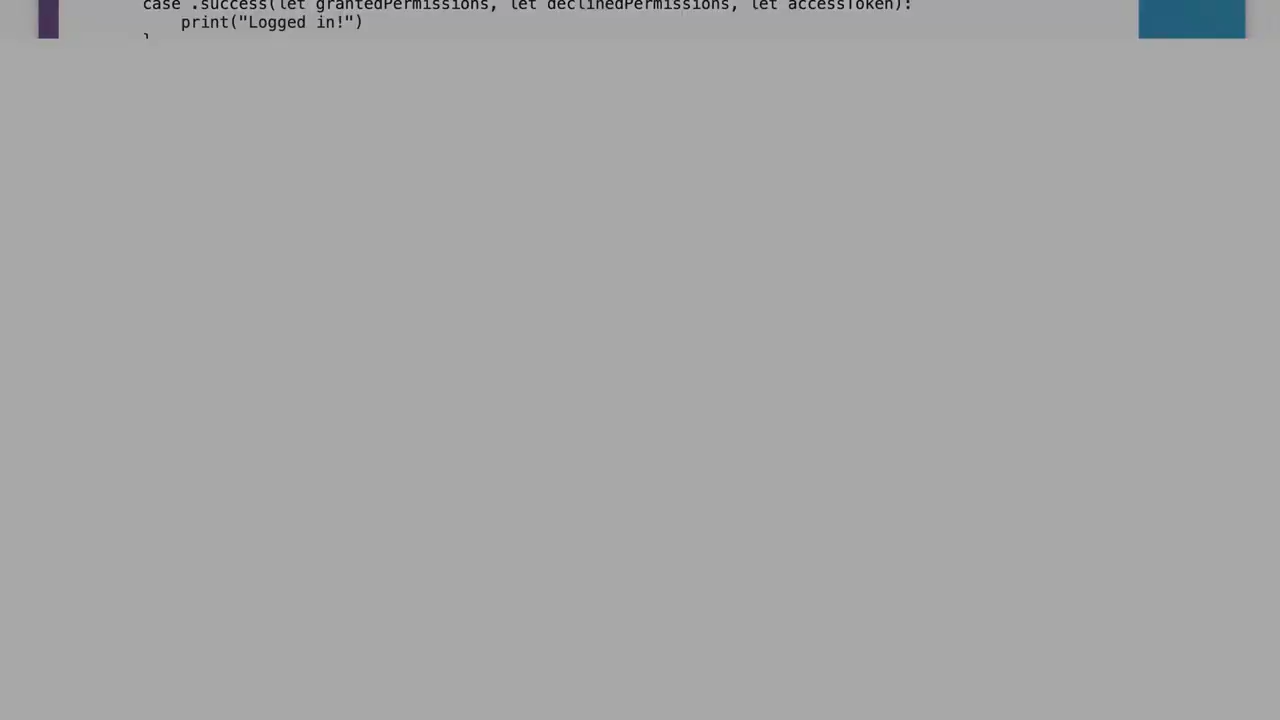 case .success(let grantedPermissions, let declinedPermissions, let accessToken):
print("Logged in!")
}